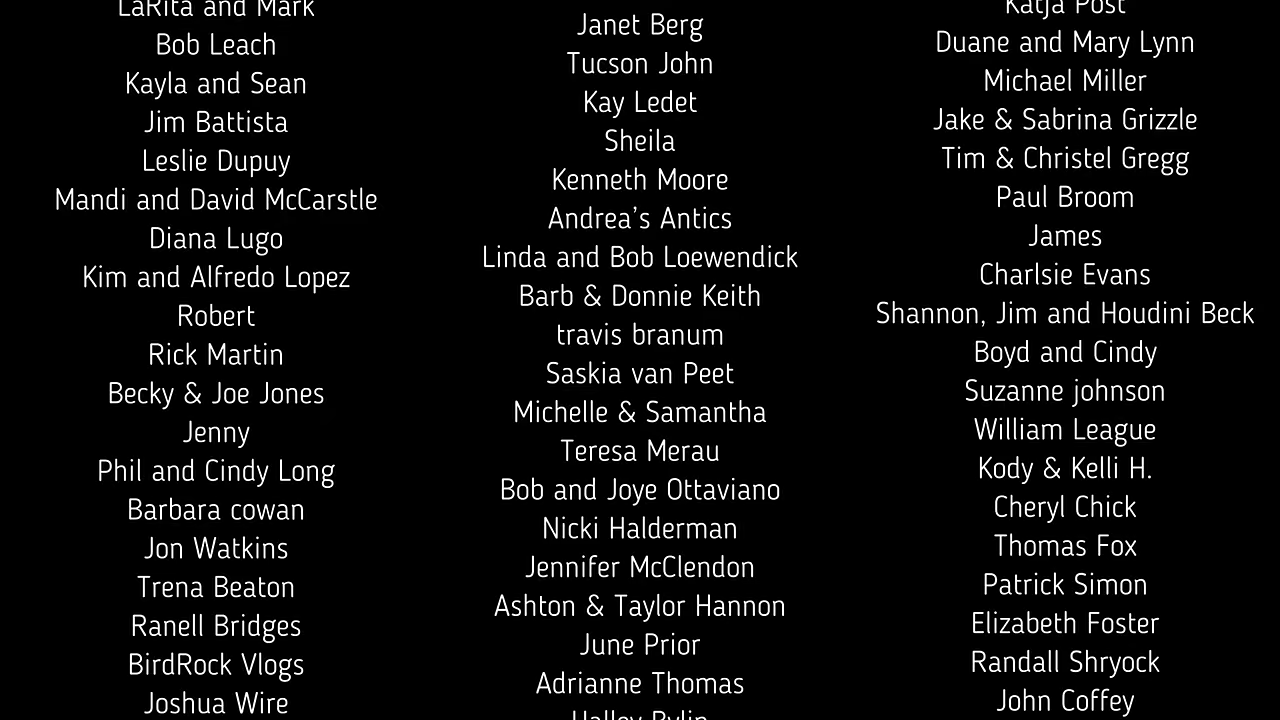 LaRita and Mark
Bob Leach
Kayla and Sean
Jim Battista
Leslie Dupuy
Mandi and David McCarstle
Diana Lugo
Kim and Alfredo Lopez
Robert
Rick Martin
Becky & Joe Jones
Jenny
Phil and Cindy Long
Barbara cowan
Jon Watkins
Trena Beaton
Ranell Bridges
BirdRock Vlogs
Joshua Wire
Janet Berg
Tucson John
Kay Ledet
Sheila
Kenneth Moore
Andrea’s Antics
Linda and Bob Loewendick
Barb & Donnie Keith
travis branum
Saskia van Peet
Michelle & Samantha
Teresa Merau
Bob and Joye Ottaviano
Nicki Halderman
Jennifer McClendon
Ashton & Taylor Hannon
June Prior
Adrianne Thomas
Katja Post
Duane and Mary Lynn
Michael Miller
Jake & Sabrina Grizzle
Tim & Christel Gregg
Paul Broom
James
Charlsie Evans
Shannon, Jim and Houdini Beck
Boyd and Cindy
Suzanne johnson
William League
Kody & Kelli H.
Cheryl Chick
Thomas Fox
Patrick Simon
Elizabeth Foster
Randall Shryock
John Coffey